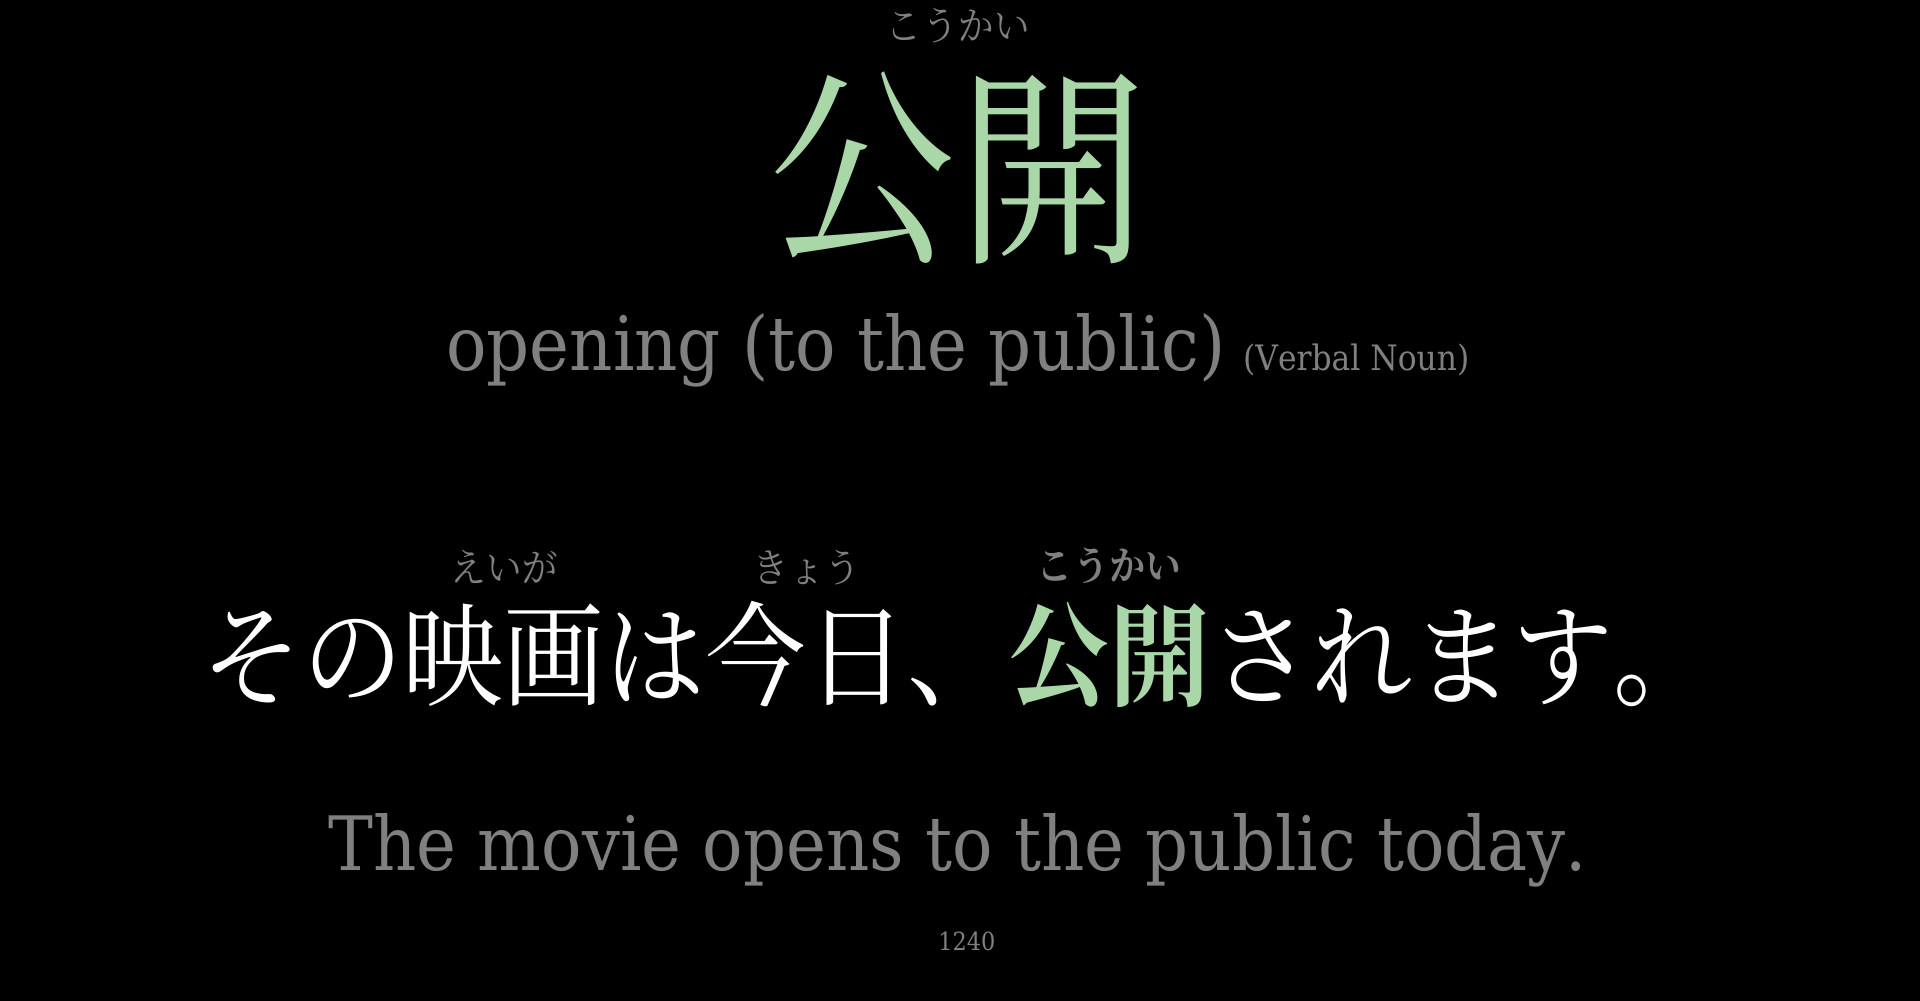 こうかい
公開
opening (to the public) (Verbal Noun)
えいが きょう こうかい
その映画は今日、公開されます。
The movie opens to the public today.
1240